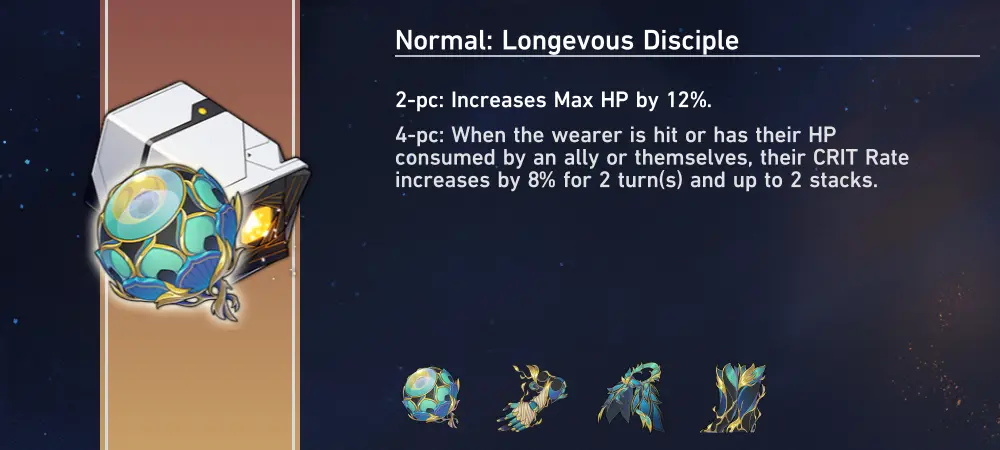 Normal: Longevous Disciple
2-pc: Increases Max HP by 12%.
4-pc: When the wearer is hit or has their HP
consumed by an ally or themselves, their CRIT Rate
increases by 8% for 2 turn(s) and up to 2 stacks.